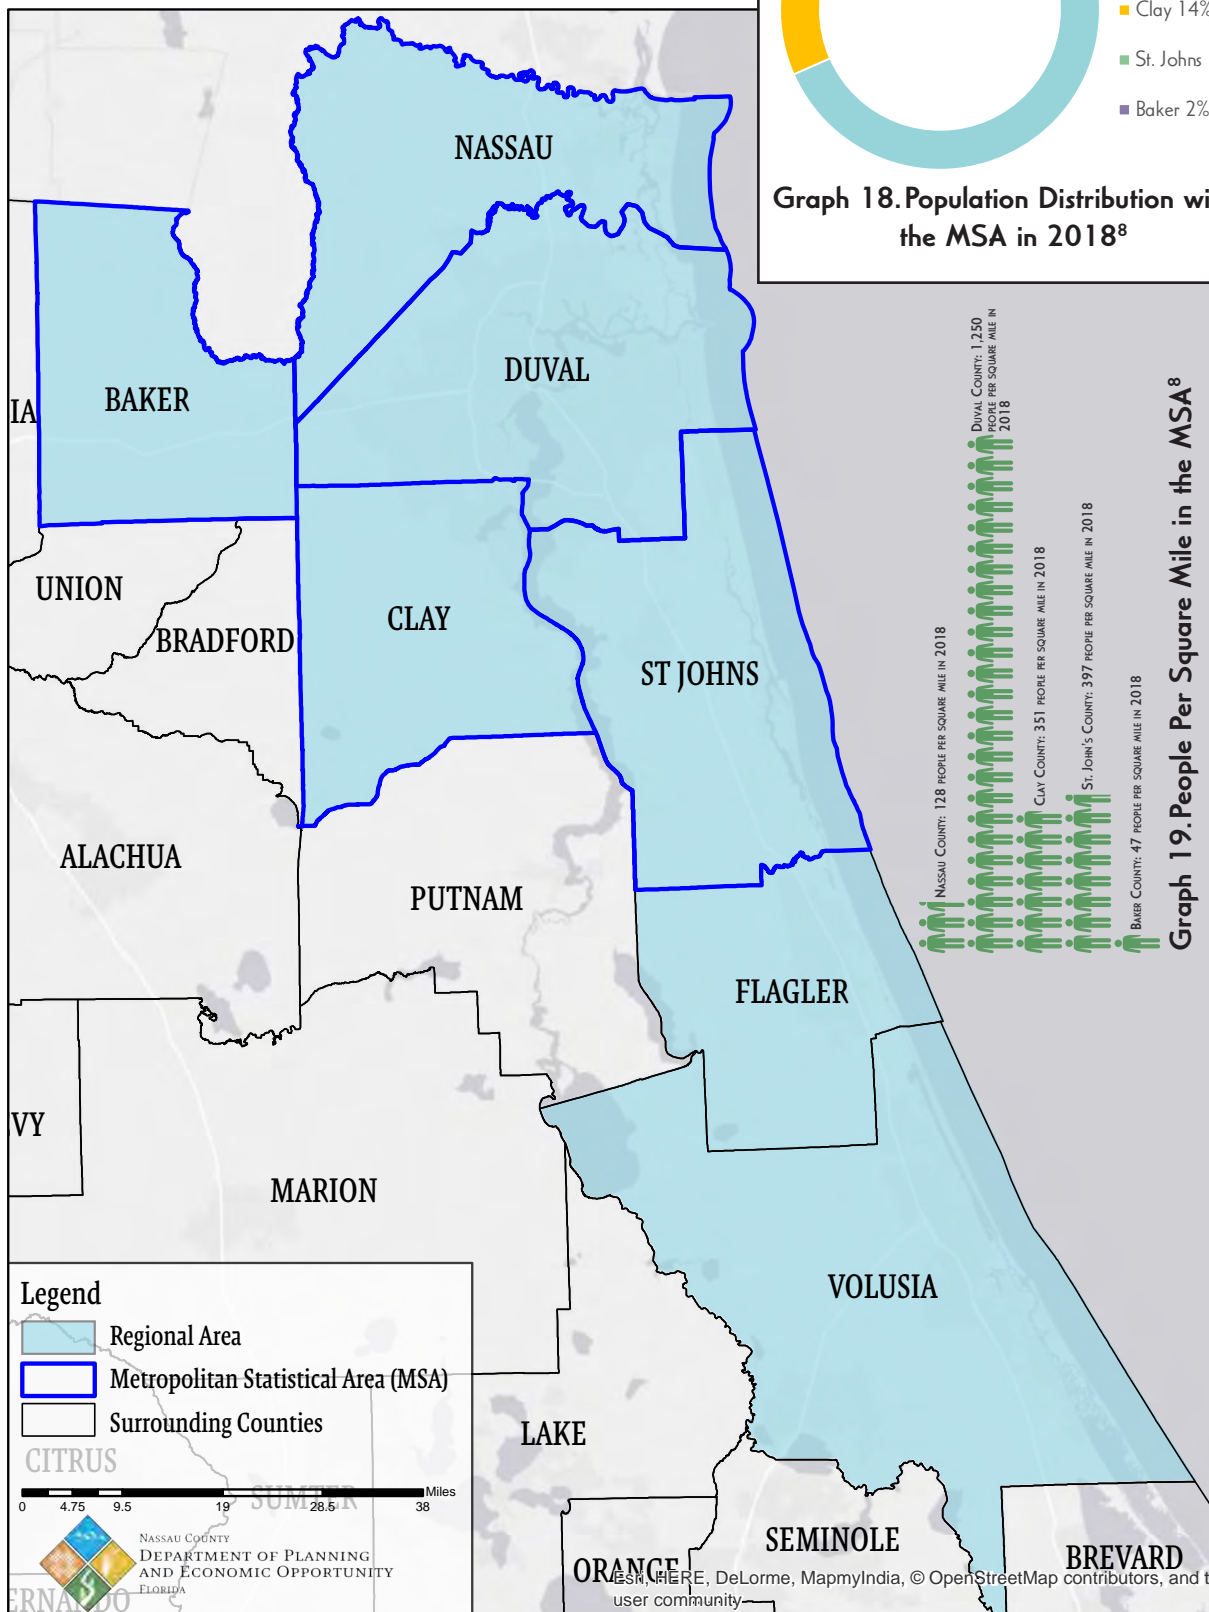 Clay 14%
St. Johns
Baker 2%
Graph 18. Population Distribution wi
the MSA in 2018⁸
NASSAU
BAKER
DUVAL
IA
UNION
BRADFORD
CLAY
ST JOHNS
ALACHUA
PUTNAM
FLAGLER
VY
MARION
VOLUSIA
LAKE
SEMINOLE
ORANGE
BREVARD
CITRUS
SUMTER
ERNANDO
NASSAU COUNTY: 128 PEOPLE PER SQUARE MILE IN 2018
DUVAL COUNTY: 1,250
PEOPLE PER SQUARE MILE IN
2018
CLAY COUNTY: 351 PEOPLE PER SQUARE MILE IN 2018
ST. JOHN'S COUNTY: 397 PEOPLE PER SQUARE MILE IN 2018
BAKER COUNTY: 47 PEOPLE PER SQUARE MILE IN 2018
Graph 19. People Per Square Mile in the MSA⁸
Legend
Regional Area
Metropolitan Statistical Area (MSA)
Surrounding Counties
Miles
0 4.75 9.5 19 28.5 38
NASSAU COUNTY
DEPARTMENT OF PLANNING
AND ECONOMIC OPPORTUNITY
FLORIDA
Esri, HERE, DeLorme, MapmyIndia, © OpenStreetMap contributors, and t
user community